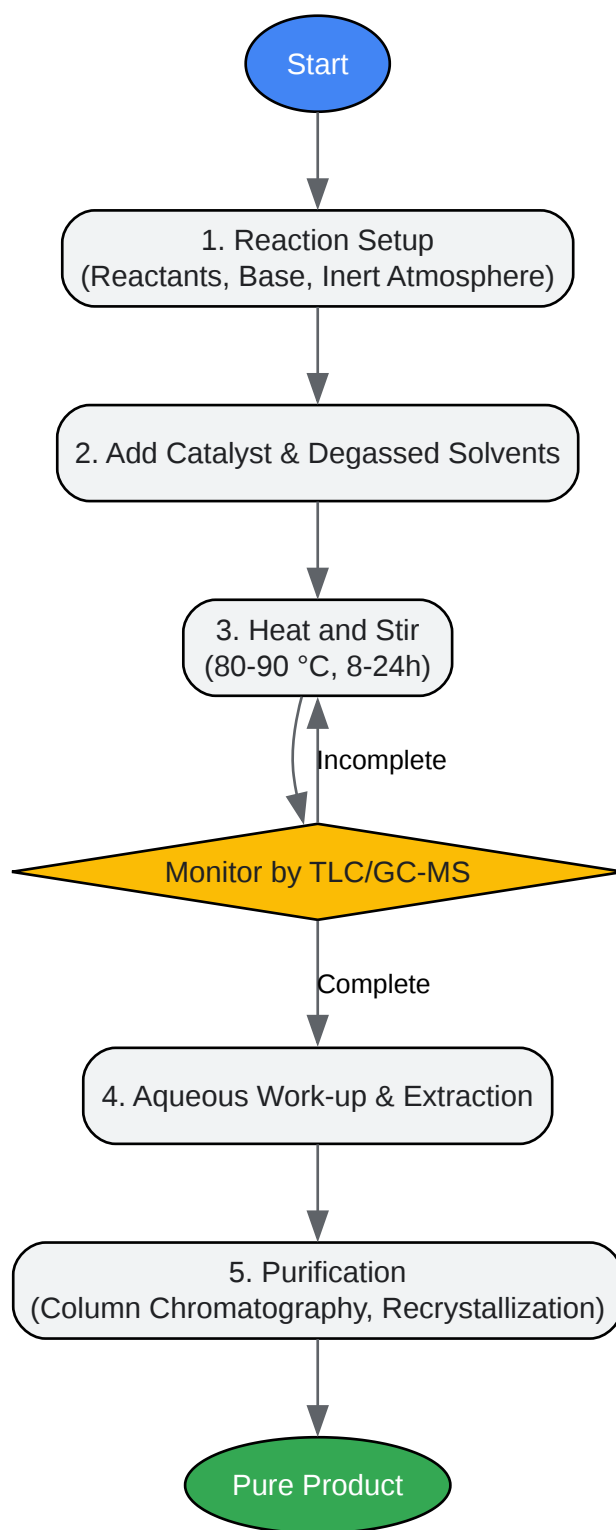 Start
1. Reaction Setup
(Reactants, Base, Inert Atmosphere)
2. Add Catalyst & Degassed Solvents
3. Heat and Stir
(80-90 °C, 8-24h)
Incomplete
Monitor by TLC/GC-MS
Complete
4. Aqueous Work-up & Extraction
5. Purification
(Column Chromatography, Recrystallization)
Pure Product